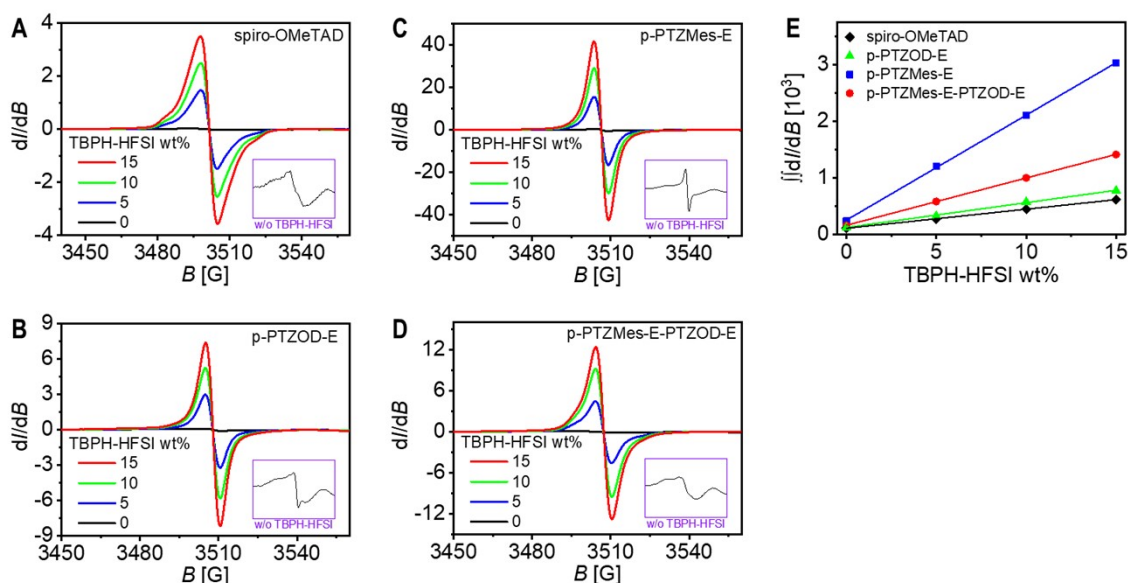 A
spiro-OMeTAD
dI/dB
4
2
0
-2
-4
TBPH-HFSI wt%
15
10
5
0
w/o TBPH-HFSI
3450 3480 3510 3540
B [G]
C
p-PTZMes-E
dI/dB
40
20
0
-20
-40
TBPH-HFSI wt%
15
10
5
0
w/o TBPH-HFSI
3450 3480 3510 3540
B [G]
E
spiro-OMeTAD
p-PTZOD-E
p-PTZMes-E
p-PTZMes-E-PTZOD-E
∫∫dI/dB [10³]
3
2
1
0
0 5 10 15
TBPH-HFSI wt%
B
p-PTZOD-E
dI/dB
9
6
3
0
-3
-6
-9
TBPH-HFSI wt%
15
10
5
0
w/o TBPH-HFSI
3450 3480 3510 3540
B [G]
D
p-PTZMes-E-PTZOD-E
dI/dB
12
6
0
-6
-12
TBPH-HFSI wt%
15
10
5
0
w/o TBPH-HFSI
3450 3480 3510 3540
B [G]